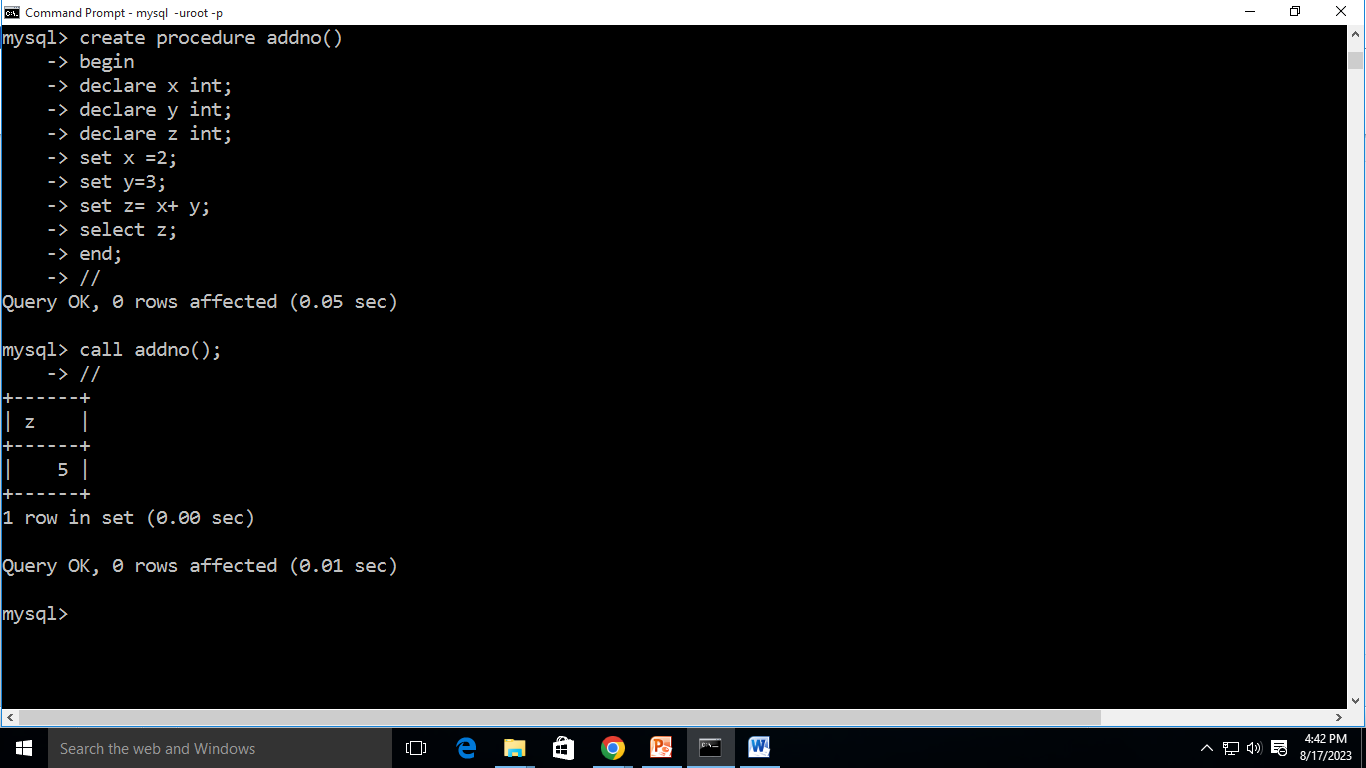 Command Prompt - mysql  -uroot -p
mysql> create procedure addno()
    -> begin
    -> declare x int;
    -> declare y int;
    -> declare z int;
    -> set x =2;
    -> set y=3;
    -> set z= x+ y;
    -> select z;
    -> end;
    -> //
Query OK, 0 rows affected (0.05 sec)

mysql> call addno();
    -> //
+------+
| z    |
+------+
|    5 |
+------+
1 row in set (0.00 sec)

Query OK, 0 rows affected (0.01 sec)

mysql>
Search the web and Windows
4:42 PM
8/17/2023